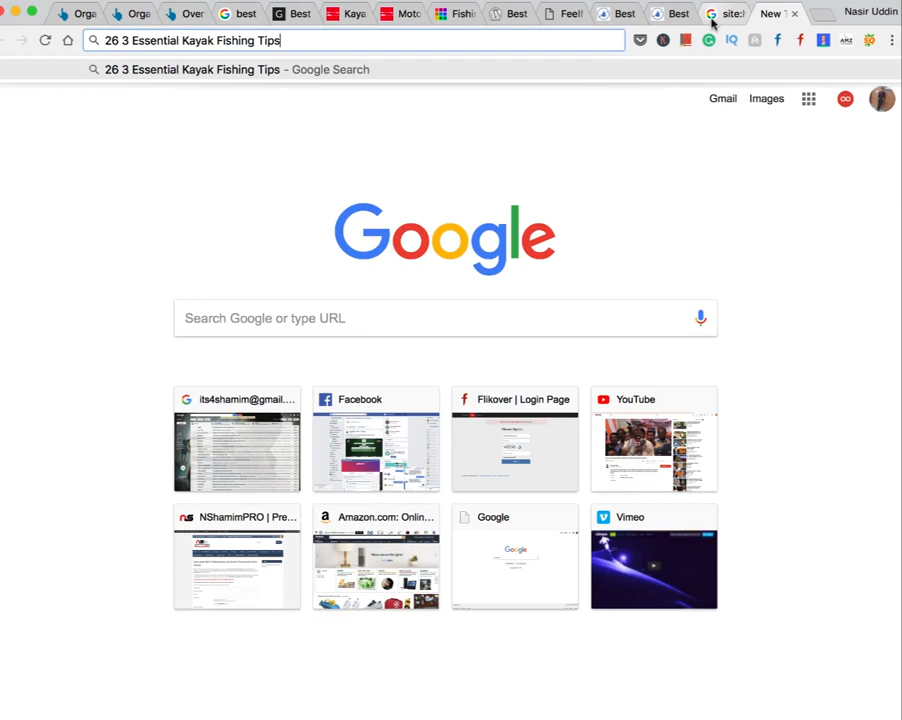 Orga
Orga
Over
best
Best
Kaya
Moto
Fishi
Best
Feelf
Best
Best
site:f
New T
Nasir Uddin
26 3 Essential Kayak Fishing Tips
26 3 Essential Kayak Fishing Tips - Google Search
Gmail
Images
Google
Search Google or type URL
its4shamim@gmail....
Facebook
Flikover | Login Page
YouTube
NShamimPRO | Pre...
Amazon.com: Onlin...
Google
Vimeo